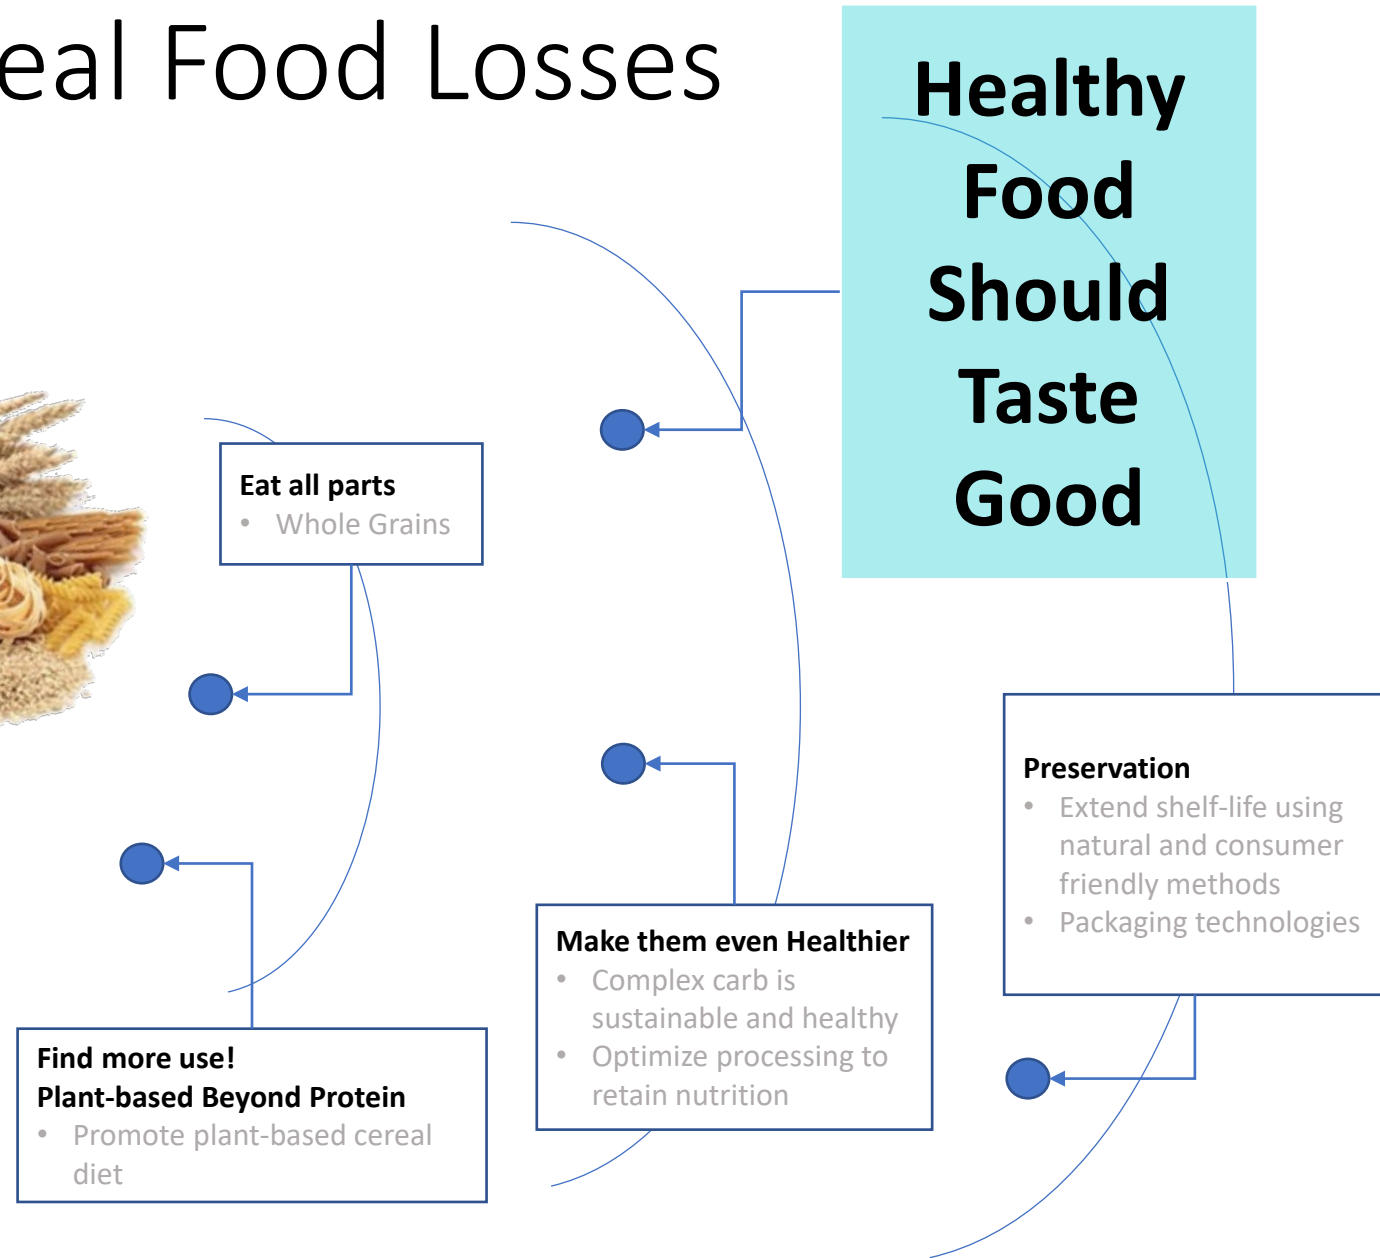 eal Food Losses
Healthy
Food
Should
Taste
Good
Eat all parts
• Whole Grains
Preservation
• Extend shelf-life using
natural and consumer
friendly methods
• Packaging technologies
Make them even Healthier
• Complex carb is
sustainable and healthy
• Optimize processing to
retain nutrition
Find more use!
Plant-based Beyond Protein
• Promote plant-based cereal
diet